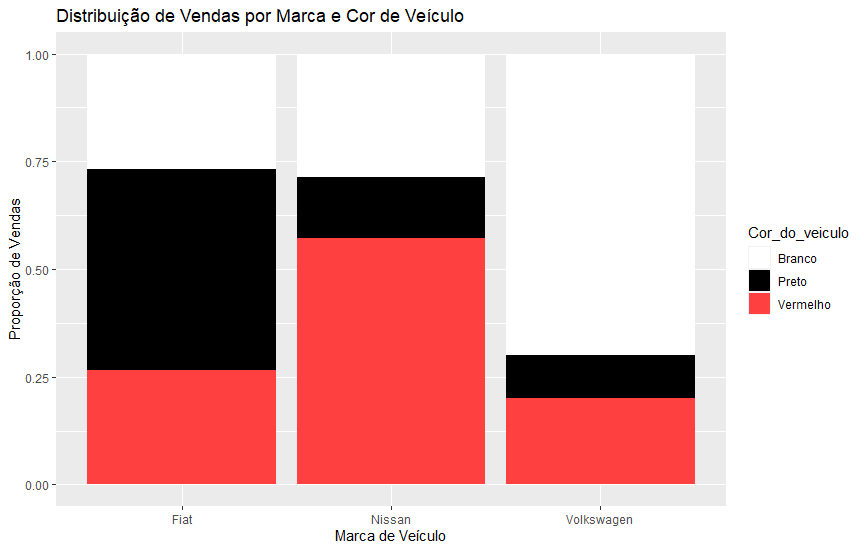 Distribuição de Vendas por Marca e Cor de Veículo
1.00
0.75
0.50
0.25
0.00
Proporção de Vendas
Fiat
Nissan
Volkswagen
Marca de Veículo
Cor_do_veiculo
Branco
Preto
Vermelho